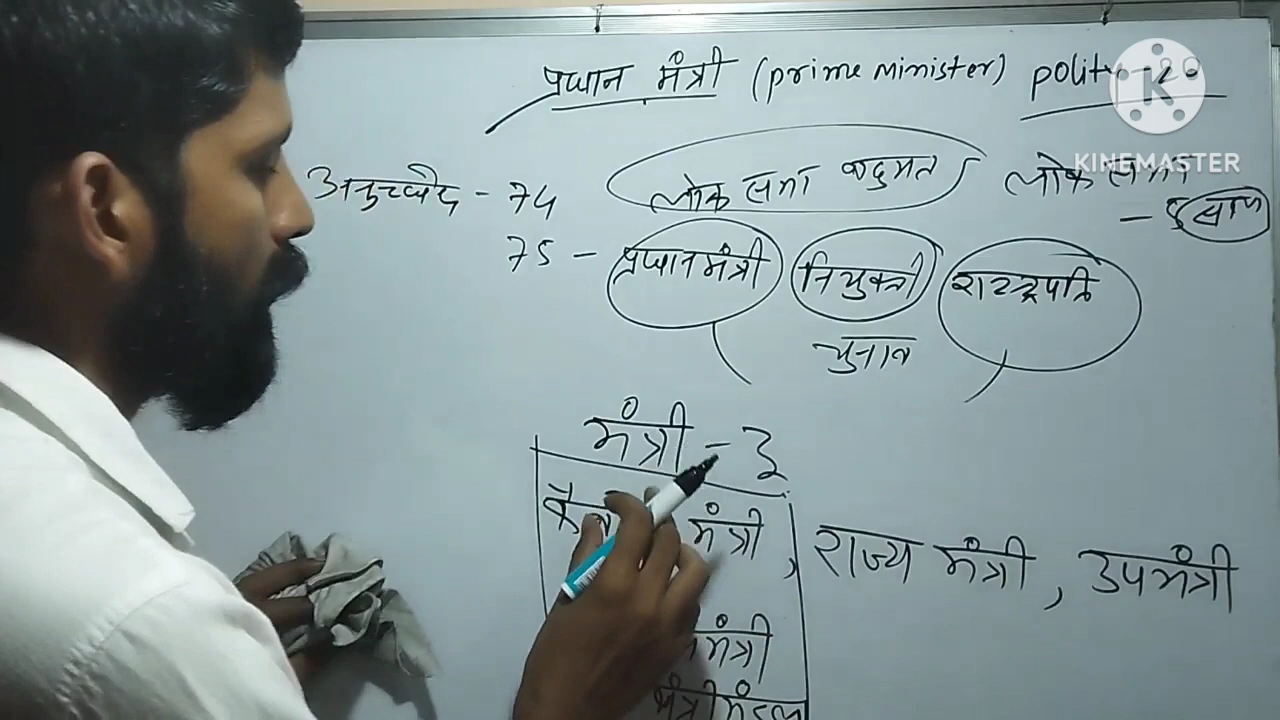 प्रधान मंत्री (prime minister) polity-20
KINEMASTER
अनुच्छेद - 74 लोक सभा बहुमत लोक सभा
- 5 साल
75 - प्रधानमंत्री नियुक्ती राष्ट्रपति
चुनाव
मंत्री - 3
मंत्री, राज्य मंत्री, उपमंत्री
मंत्री
मंत्रीमंडल